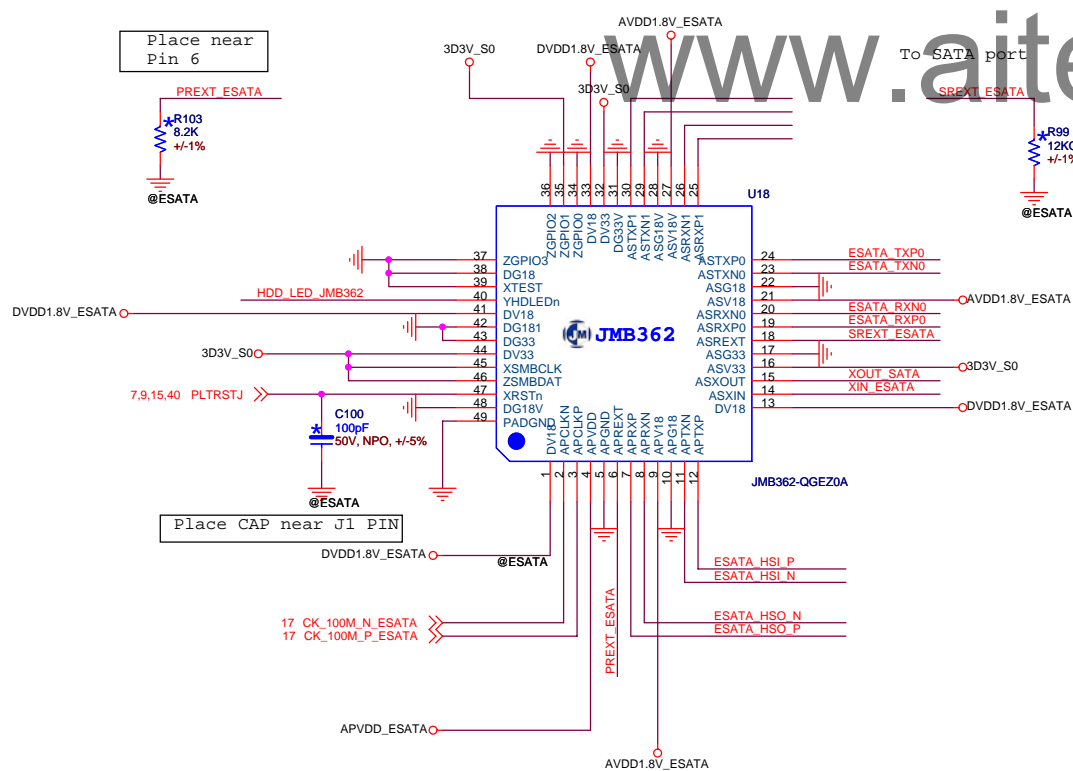 AVDD1.8V_ESATA
www.aite
Place near
Pin 6
3D3V_S0
DVDD1.8V_ESATA
To SATA port
3D3V_S0
PREXT_ESATA
SREXT_ESATA
*R103
8.2K
+/-1%
@ESATA
*R99
12K
+/-1%
@ESATA
U18
36 35 34 33 32 31 30 29 28 27 26 25
ZGPIO2 ZGPIO1 ZGPIO0 DV18 DV33 DG33V ASTXP1 ASTXN1 ASG18V ASV18V ASRXN1 ASRXP1
37 ZGPIO3
38 DG18
39 XTEST
40 YHDLEDn
41 DV18
42 DG181
43 DG33
44 DV33
45 XSMBCLK
46 ZSMBDAT
47 XRSTn
48 DG18V
49 PADGND
HDD_LED_JMB362
DVDD1.8V_ESATA
3D3V_S0
7,9,15,40 PLTRSTJ
JM JMB362
ASTXP0 24 ESATA_TXP0
ASTXN0 23 ESATA_TXN0
ASG18 22
ASV18 21 AVDD1.8V_ESATA
ASRXN0 20 ESATA_RXN0
ASRXP0 19 ESATA_RXP0
ASREXT 18 SREXT_ESATA
ASG33 17
ASV33 16 3D3V_S0
ASXOUT 15 XOUT_SATA
ASXIN 14 XIN_ESATA
DV18 13 DVDD1.8V_ESATA
*
C100
100pF
50V, NPO, +/-5%
@ESATA
DV18 APCLKN APCLKP APVDD APGND APREXT APRXP APRXN APV18 APG18 APTXN APTXP
1 2 3 4 5 6 7 8 9 10 11 12
JMB362-QGEZ0A
Place CAP near J1 PIN
DVDD1.8V_ESATA
@ESATA
ESATA_HSI_P
ESATA_HSI_N
17 CK_100M_N_ESATA
17 CK_100M_P_ESATA
PREXT_ESATA
ESATA_HSO_N
ESATA_HSO_P
APVDD_ESATA
AVDD1.8V_ESATA